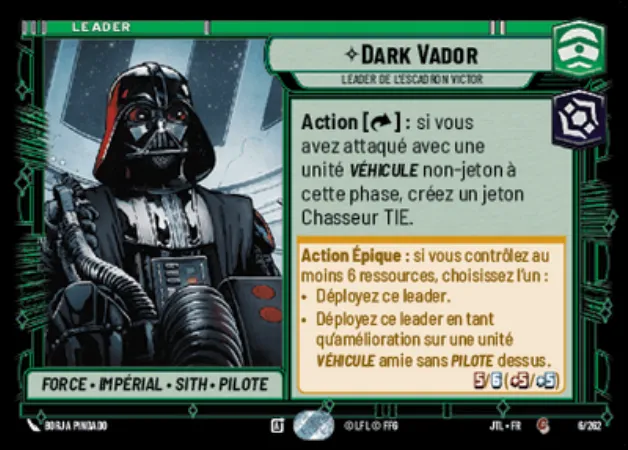 LEADER
DARK VADOR
LEADER DE L'ESCADRON VICTOR
Action [ ] : si vous
avez attaqué avec une
unité VÉHICULE non-jeton à
cette phase, créez un jeton
Chasseur TIE.
Action Épique : si vous contrôlez au
moins 6 ressources, choisissez l'un :
• Déployez ce leader.
• Déployez ce leader en tant
qu'amélioration sur une unité
VÉHICULE amie sans PILOTE dessus.
5/6 (+5/+5)
FORCE • IMPÉRIAL • SITH • PILOTE
BORJA PINDADO
© LFL © FFG
JTL • FR
6/262